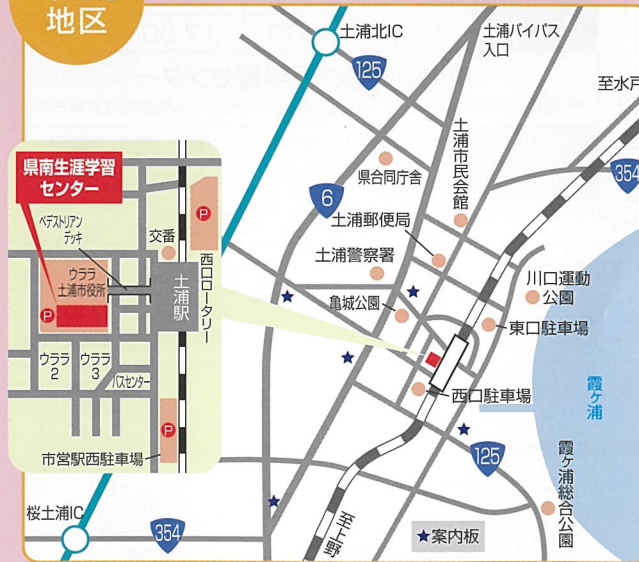 地区
土浦北IC
土浦バイパス
入口
125
至水戸
354
県南生涯学習
センター
土浦市民会館
県合同庁舎
6
土浦郵便局
ペデストリアン
デッキ
交番
P
西口ロータリー
土浦警察署
川口運動
公園
ウララ
土浦市役所
土浦駅
亀城公園
東口駐車場
P
ウララ
2
ウララ
3
バスセンター
西口駐車場
霞ヶ浦
P
市営駅西駐車場
125
霞ヶ浦総合公園
桜土浦IC
354
至上野
★案内板